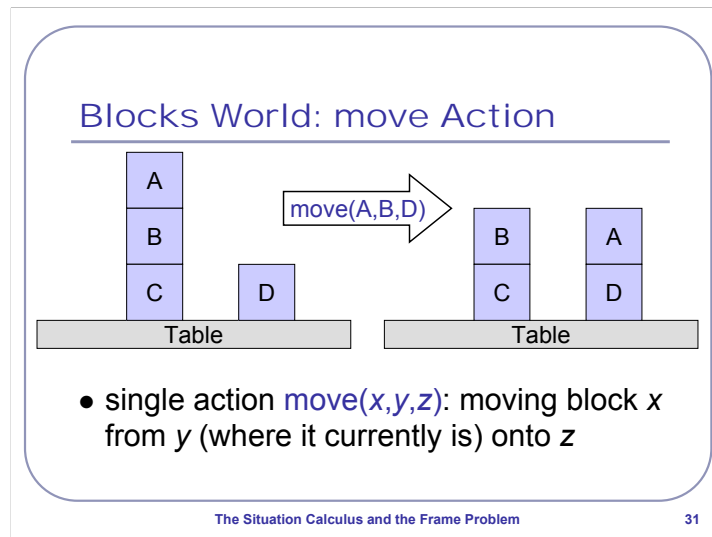 Blocks World: move Action
A
B
C
D
Table
move(A,B,D)
B
C
A
D
Table
● single action move(x,y,z): moving block x
from y (where it currently is) onto z
The Situation Calculus and the Frame Problem 31